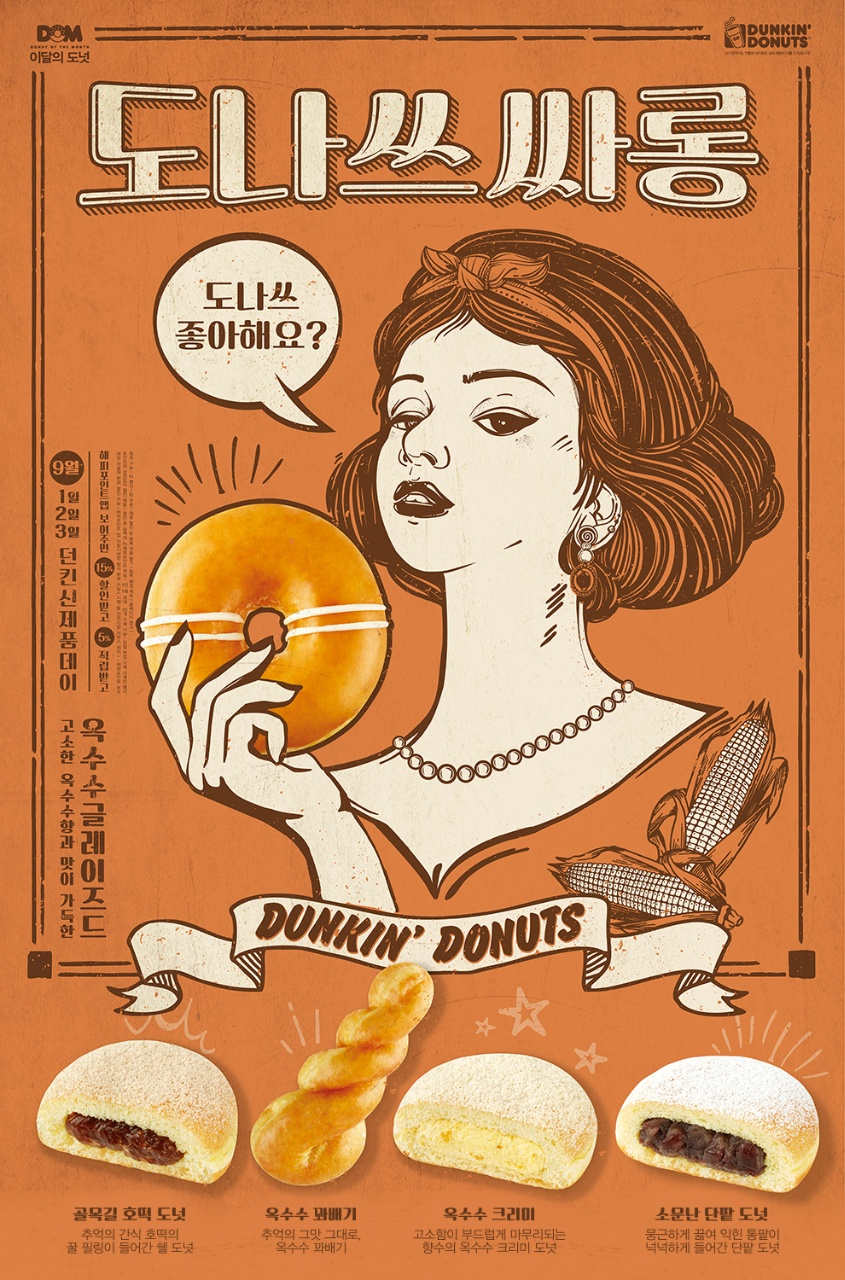 DOM
DONUT OF THE MONTH
이달의 도넛
DUNKIN'
DONUTS
도나쓰 싸롱
도나쓰
좋아해요?
9월
1일
2일
3일
던킨 신제품 데이
해피포인트 앱 보여주면 15% 할인받고 5% 적립받고
옥수수글레이즈드
고소한 옥수수향과 맛이 가득한
DUNKIN' DONUTS
골목길 호떡 도넛
추억의 간식 호떡의
꿀 필링이 들어간 쉘 도넛
옥수수 꽈배기
추억의 그맛 그대로,
옥수수 꽈배기
옥수수 크리미
고소함이 부드럽게 마무리되는
향수의 옥수수 크리미 도넛
소문난 단팥 도넛
뭉근하게 끓여 익힌 통팥이
넉넉하게 들어간 단팥 도넛